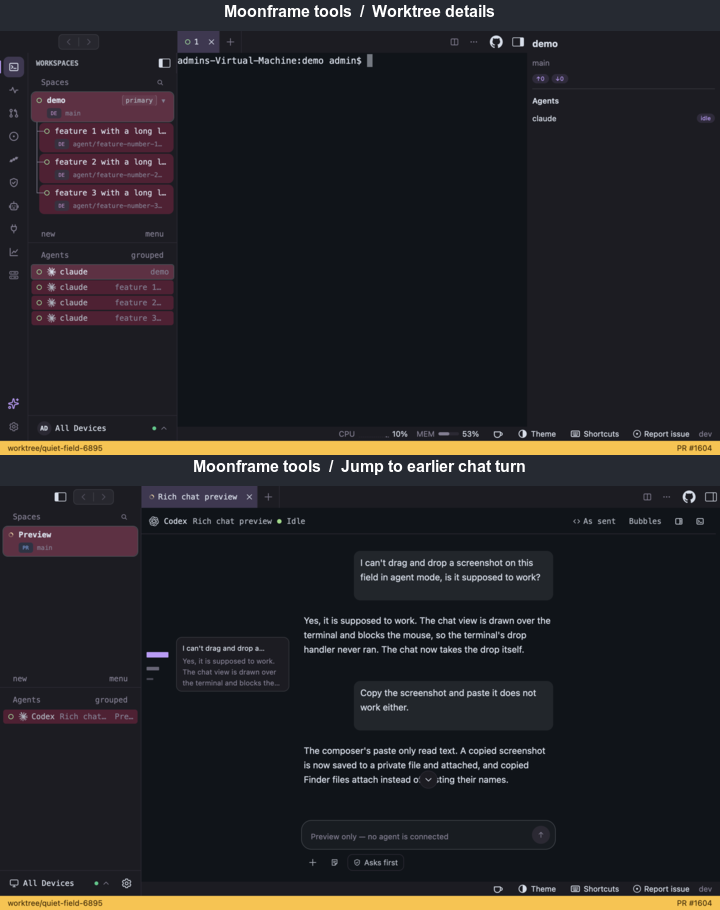 Moonframe tools / Worktree details
1
WORKSPACES
Spaces
demo primary
DE main
feature 1 with a long l…
DE agent/feature-number-1…
feature 2 with a long l…
DE agent/feature-number-2…
feature 3 with a long l…
DE agent/feature-number-3…
new menu
Agents grouped
claude demo
claude feature 1…
claude feature 2…
claude feature 3…
AD All Devices
admins-Virtual-Machine:demo admin$
demo
main
↑0 ↓0
Agents
claude idle
CPU 10% MEM 53% Theme Shortcuts Report issue dev
worktree/quiet-field-6895 PR #1604
Moonframe tools / Jump to earlier chat turn
Rich chat preview
Spaces
Preview
PR main
new menu
Agents grouped
Codex Rich chat… Pre…
All Devices
Codex Rich chat preview Idle
As sent Bubbles
I can't drag and drop a screenshot on this
field in agent mode, is it supposed to work?
Yes, it is supposed to work. The chat view is drawn over the
terminal and blocks the mouse, so the terminal's drop
handler never ran. The chat now takes the drop itself.
I can't drag and drop a…
Yes, it is supposed to work.
The chat view is drawn over
the terminal and blocks the…
Copy the screenshot and paste it does not
work either.
The composer's paste only read text. A copied screenshot
is now saved to a private file and attached, and copied
Finder files attach instead their names.
Preview only — no agent is connected
Asks first
Theme Shortcuts Report issue dev
worktree/quiet-field-6895 PR #1604